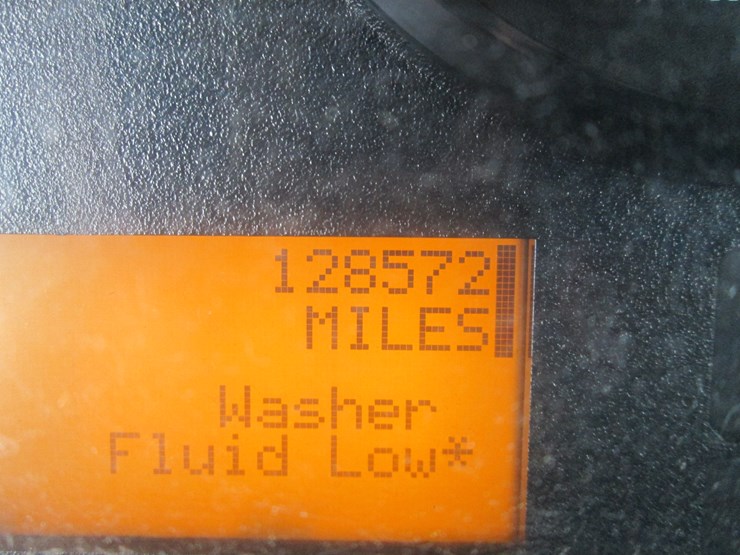 128572
MILES
Washer
Fluid Low*